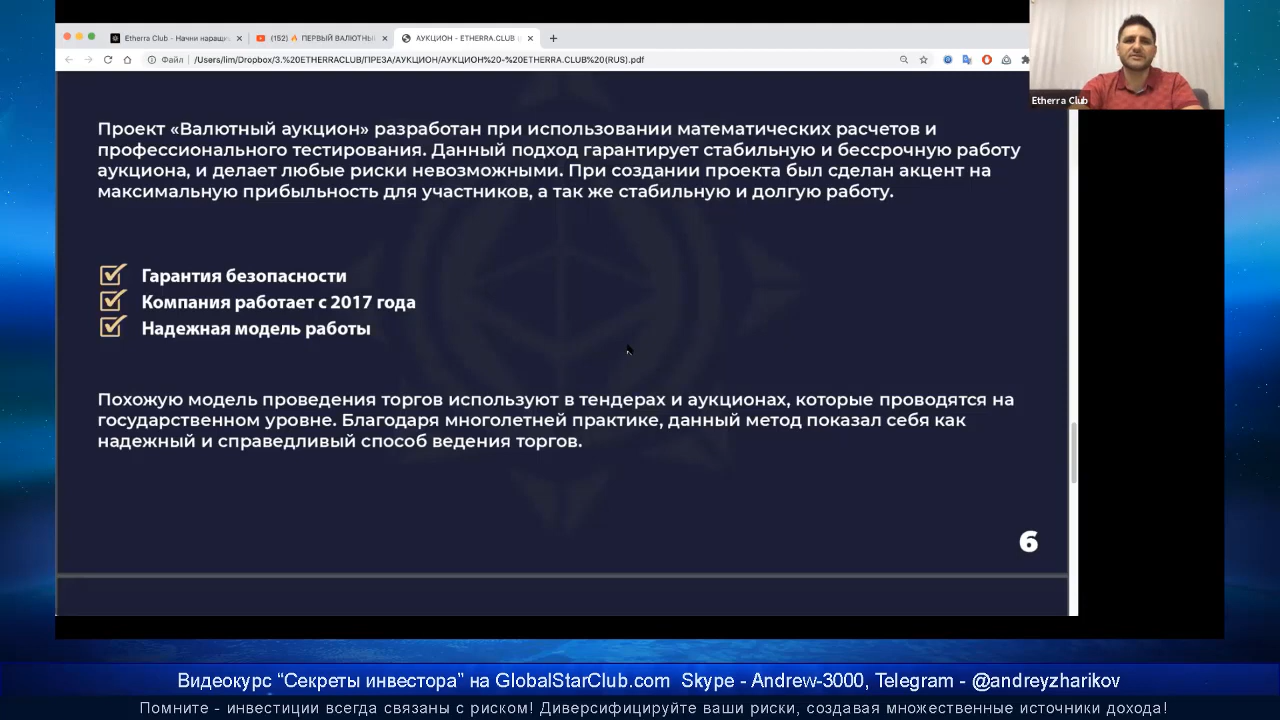 Etherra Club - Начни наращи
(152) 🔥 ПЕРВЫЙ ВАЛЮТНЫ
АУКЦИОН - ETHERRA.CLUB
Файл | /Users/lim/Dropbox/3.%20ETHERRACLUB/ПРЕЗА/АУКЦИОН/АУКЦИОН%20-%20ETHERRA.CLUB%20(RUS).pdf
Etherra Club
Проект «Валютный аукцион» разработан при использовании математических расчетов и
профессионального тестирования. Данный подход гарантирует стабильную и бессрочную работу
аукциона, и делает любые риски невозможными. При создании проекта был сделан акцент на
максимальную прибыльность для участников, а так же стабильную и долгую работу.
Гарантия безопасности
Компания работает с 2017 года
Надежная модель работы
Похожую модель проведения торгов используют в тендерах и аукционах, которые проводятся на
государственном уровне. Благодаря многолетней практике, данный метод показал себя как
надежный и справедливый способ ведения торгов.
6
Видеокурс “Секреты инвестора” на GlobalStarClub.com Skype - Andrew-3000, Telegram - @andreyzharikov
Помните - инвестиции всегда связаны с риском! Диверсифицируйте ваши риски, создавая множественные источники дохода!